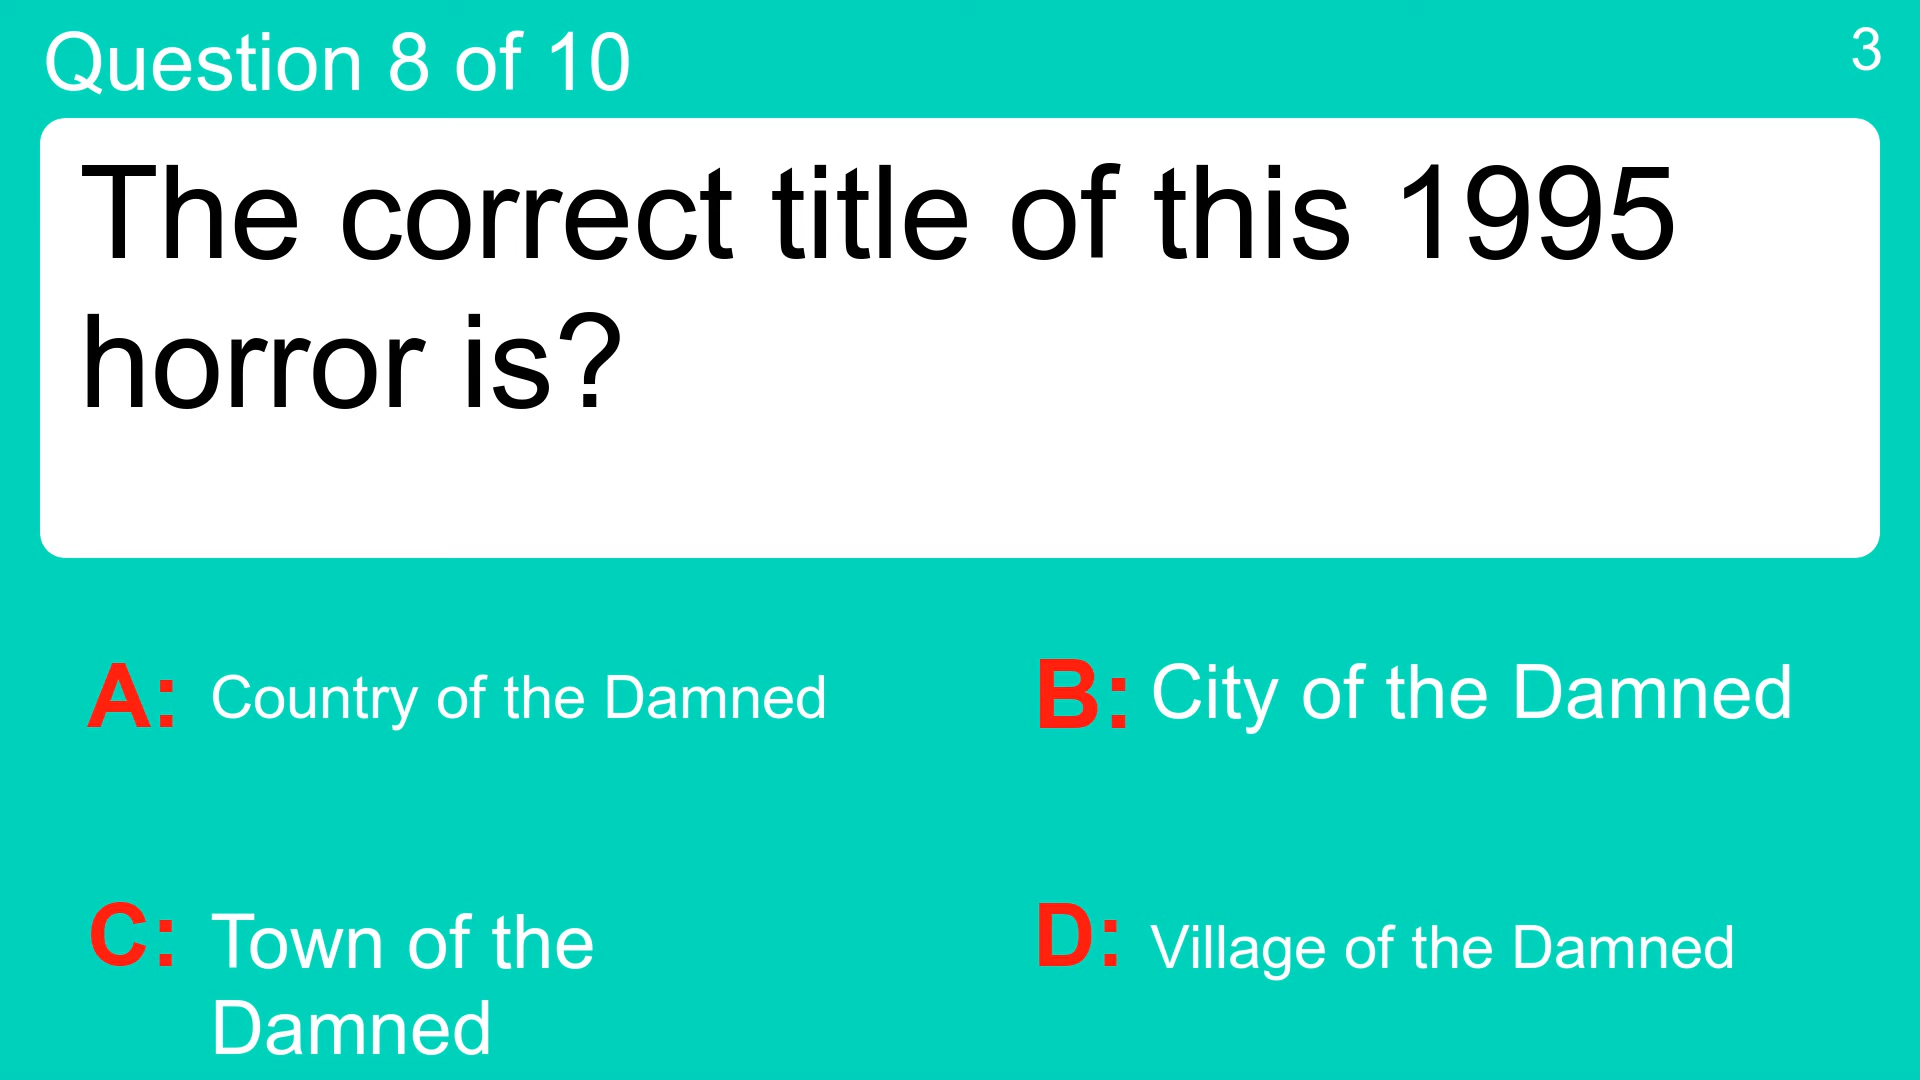 Question 8 of 10
3
The correct title of this 1995
horror is?
A: Country of the Damned
B: City of the Damned
C: Town of the
Damned
D: Village of the Damned